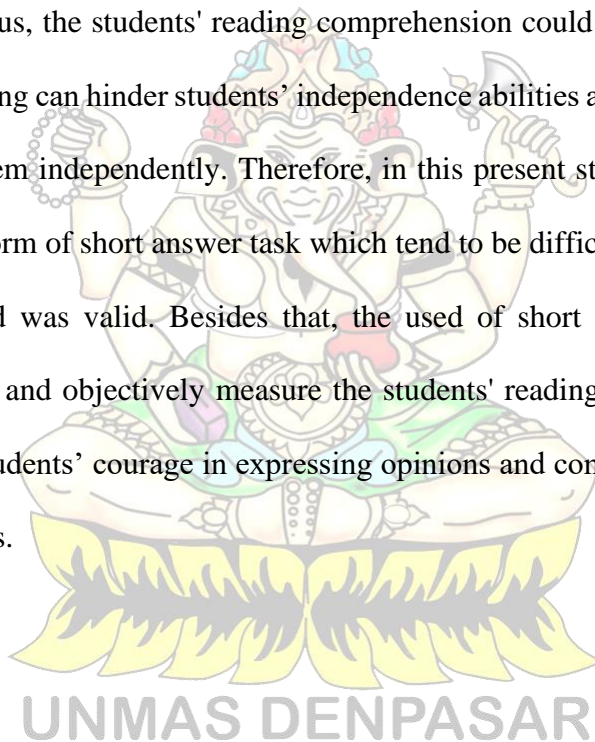 us, the students' reading comprehension could
ng can hinder students’ independence abilities a
em independently. Therefore, in this present st
orm of short answer task which tend to be diffic
d was valid. Besides that, the used of short
and objectively measure the students' reading
udents’ courage in expressing opinions and con
s.
UNMAS DENPASAR